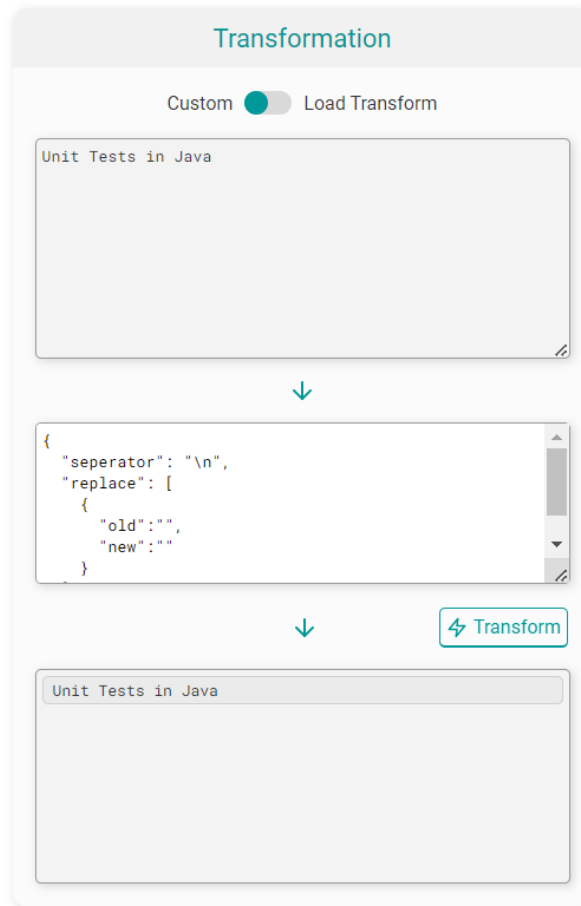 Transformation
Custom Load Transform
Unit Tests in Java
{
  "seperator": "\n",
  "replace": [
    {
      "old":"",
      "new":""
    }
Transform
Unit Tests in Java